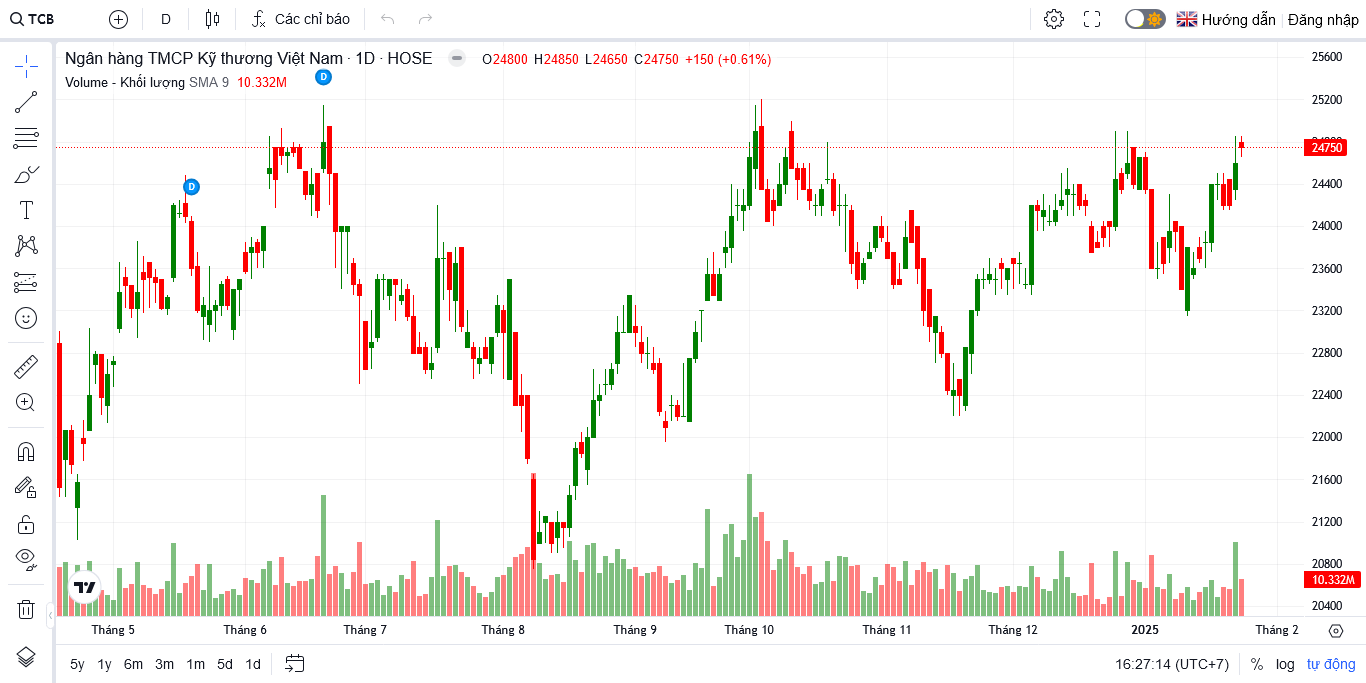 TCB D Các chỉ báo Hướng dẫn Đăng nhập
Ngân hàng TMCP Kỹ thương Việt Nam · 1D · HOSE O24800 H24850 L24650 C24750 +150 (+0.61%)
Volume - Khối lượng SMA 9 10.332M
D
D
25600
25200
24750
24400
24000
23600
23200
22800
22400
22000
21600
21200
20800
10.332M
20400
Tháng 5 Tháng 6 Tháng 7 Tháng 8 Tháng 9 Tháng 10 Tháng 11 Tháng 12 2025 Tháng 2
5y 1y 6m 3m 1m 5d 1d 16:27:14 (UTC+7) % log tự động